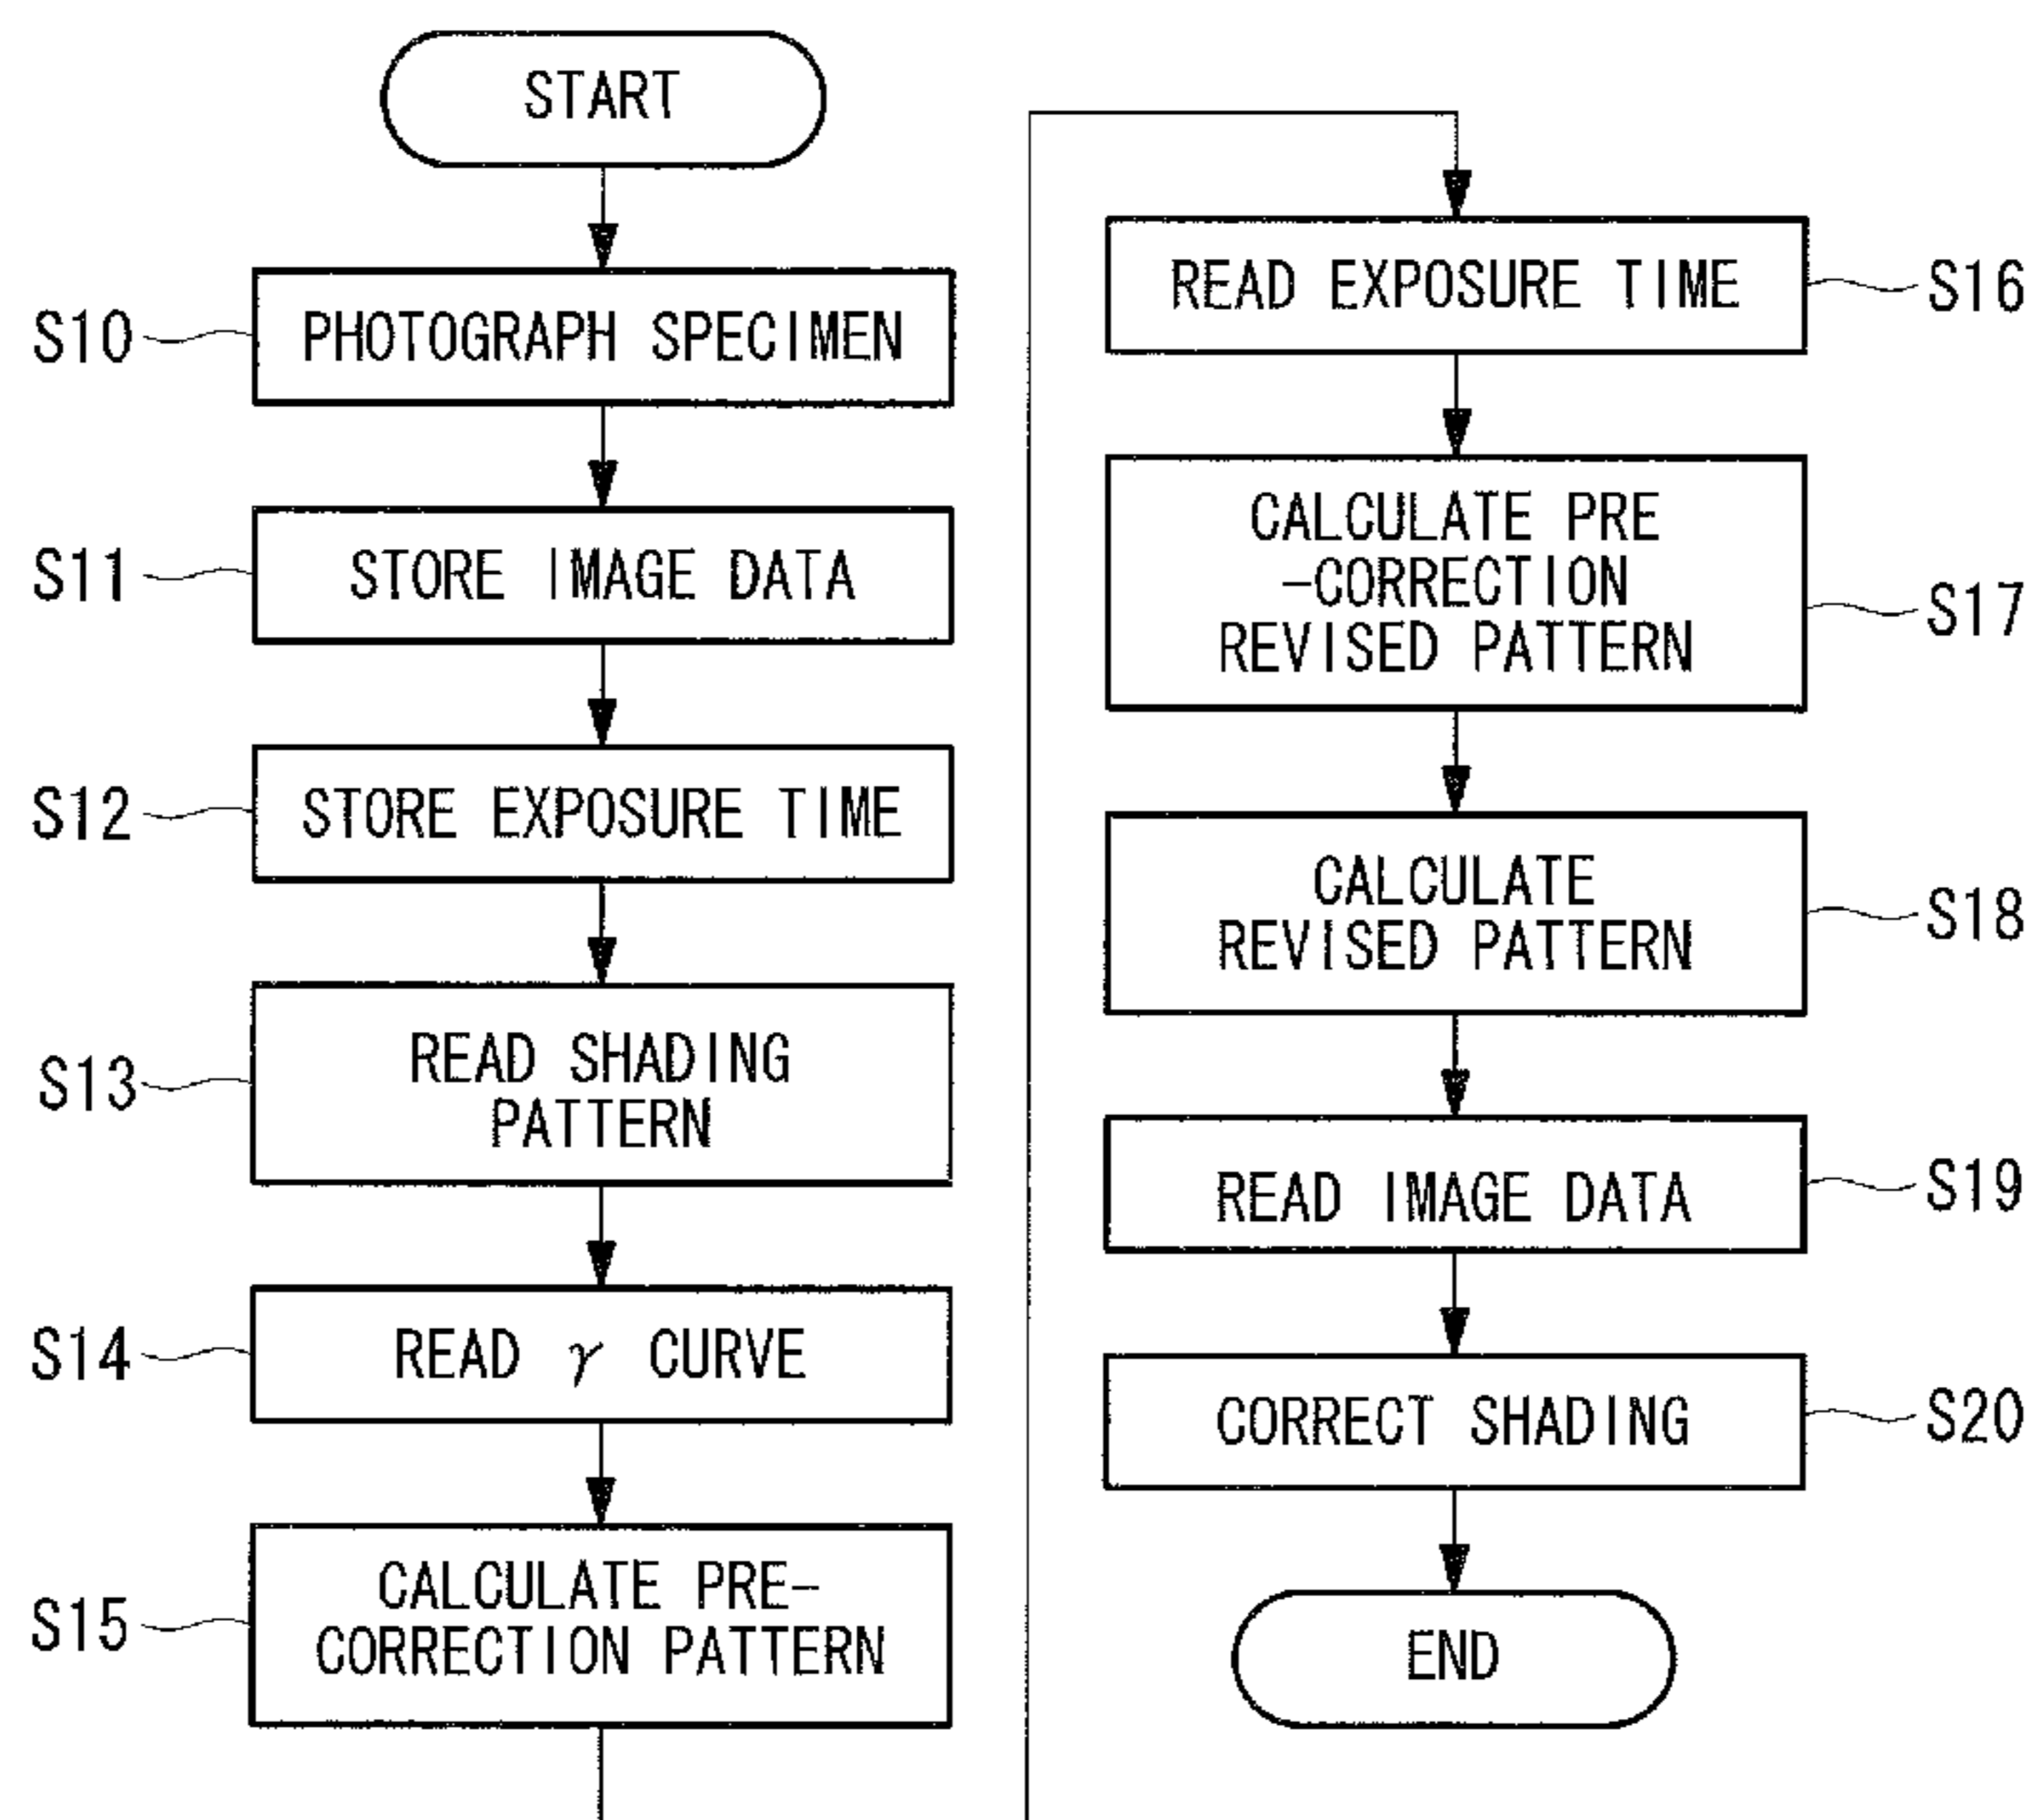 START
S10
PHOTOGRAPH SPECIMEN
S11
STORE IMAGE DATA
S12
STORE EXPOSURE TIME
S13
READ SHADING
PATTERN
S14
READ γ CURVE
S15
CALCULATE PRE-
CORRECTION PATTERN
READ EXPOSURE TIME
S16
CALCULATE PRE
-CORRECTION
REVISED PATTERN
S17
CALCULATE
REVISED PATTERN
S18
READ IMAGE DATA
S19
CORRECT SHADING
S20
END